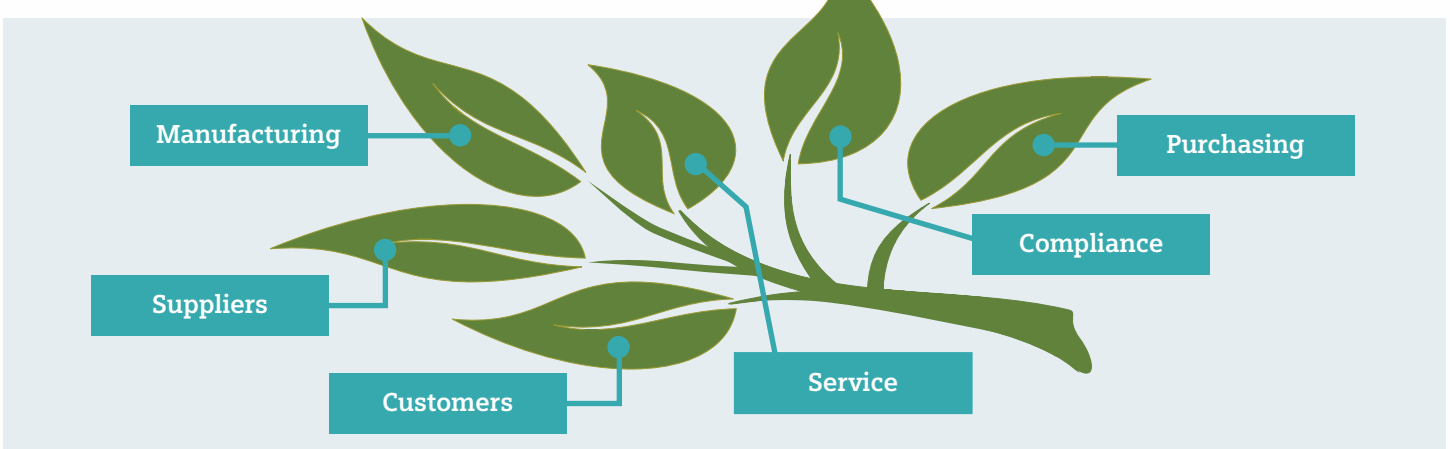 Manufacturing
Purchasing
Compliance
Suppliers
Service
Customers